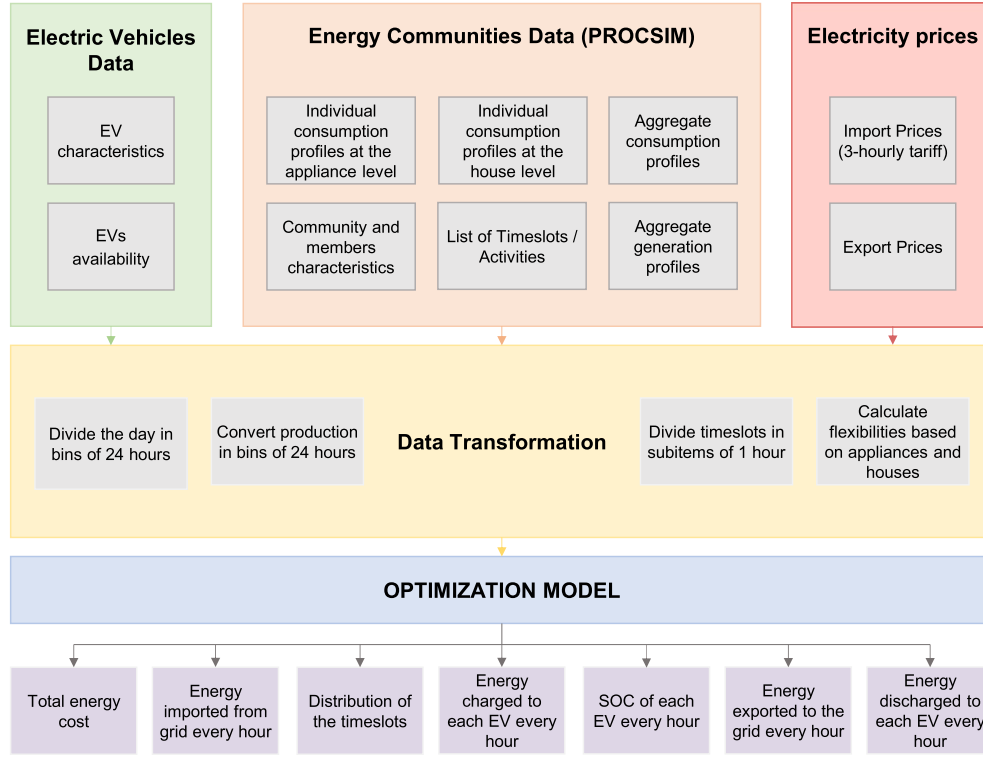 Electric Vehicles
Data
Energy Communities Data (PROCSIM)
Electricity prices
EV
characteristics
Individual
consumption
profiles at the
appliance level
Individual
consumption
profiles at the
house level
Aggregate
consumption
profiles
Import Prices
(3-hourly tariff)
EVs
availability
Community and
members
characteristics
List of Timeslots /
Activities
Aggregate
generation
profiles
Export Prices
Divide the day in
bins of 24 hours
Convert production
in bins of 24 hours
Data Transformation
Divide timeslots in
subitems of 1 hour
Calculate
flexibilities based
on appliances and
houses
OPTIMIZATION MODEL
Total energy
cost
Energy
imported from
grid every hour
Distribution of
the timeslots
Energy
charged to
each EV every
hour
SOC of each
EV every hour
Energy
exported to the
grid every hour
Energy
discharged to
each EV every
hour